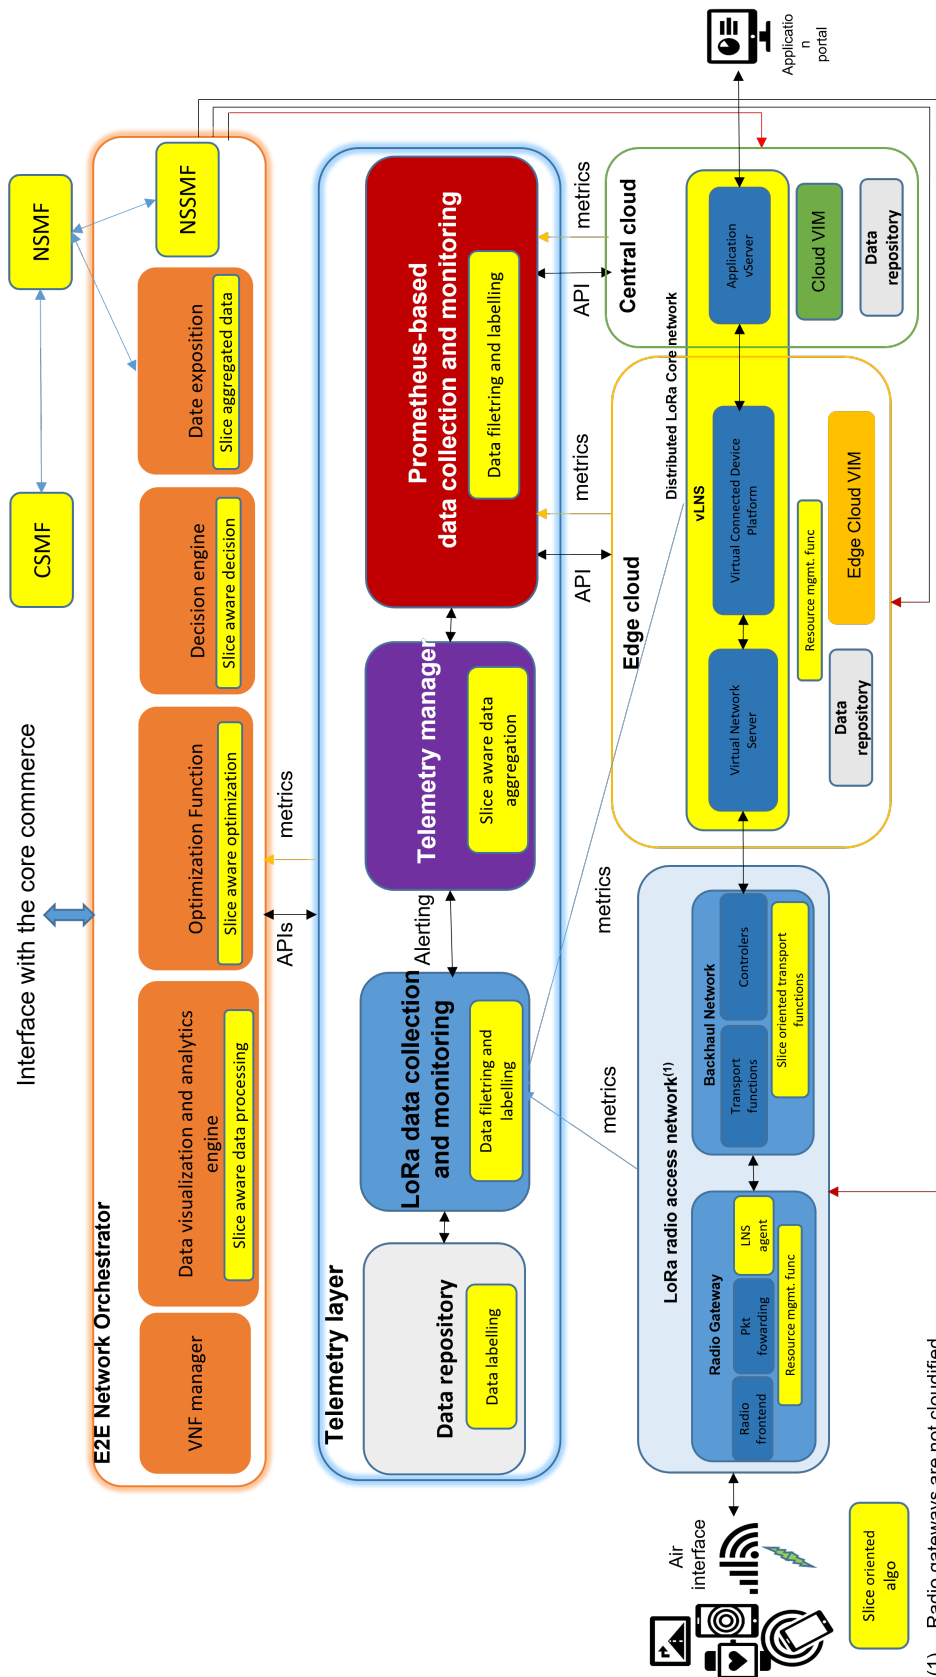 Interface with the core commerce
CSMF
NSMF
E2E Network Orchestrator
VNF manager
Data visualization and analytics
engine
Slice aware data processing
Optimization Function
Slice aware optimization
Decision engine
Slice aware decision
Date exposition
Slice aggregated data
NSSMF
APIs
metrics
Telemetry layer
Data repository
Data labelling
LoRa data collection
and monitoring
Data filetring and
labelling
Alerting
Telemetry manager
Slice aware data
aggregation
Prometheus-based
data collection and monitoring
Data filetring and labelling
metrics
metrics
API
metrics
API
metrics
Air
interface
LoRa radio access network(1)
Radio Gateway
Radio
frontend
Pkt
fowarding
LNS
agent
Resource mgmt. func
Backhaul Network
Transport
functions
Controlers
Slice oriented transport
functions
Edge cloud
Distributed LoRa Core network
vLNS
Virtual Network
Server
Virtual Connected Device
Platform
Resource mgmt. func
Data
repository
Edge Cloud VIM
Central cloud
Application
vServer
Cloud VIM
Data
repository
Applicatio
n
portal
Slice oriented
algo
(1) Radio gateways are not cloudified